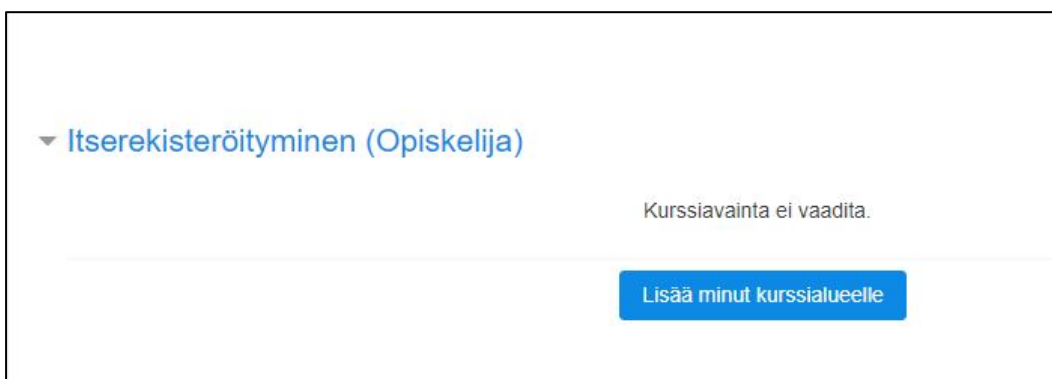 Itserekisteröityminen (Opiskelija)
Kurssiavainta ei vaadita.
Lisää minut kurssialueelle